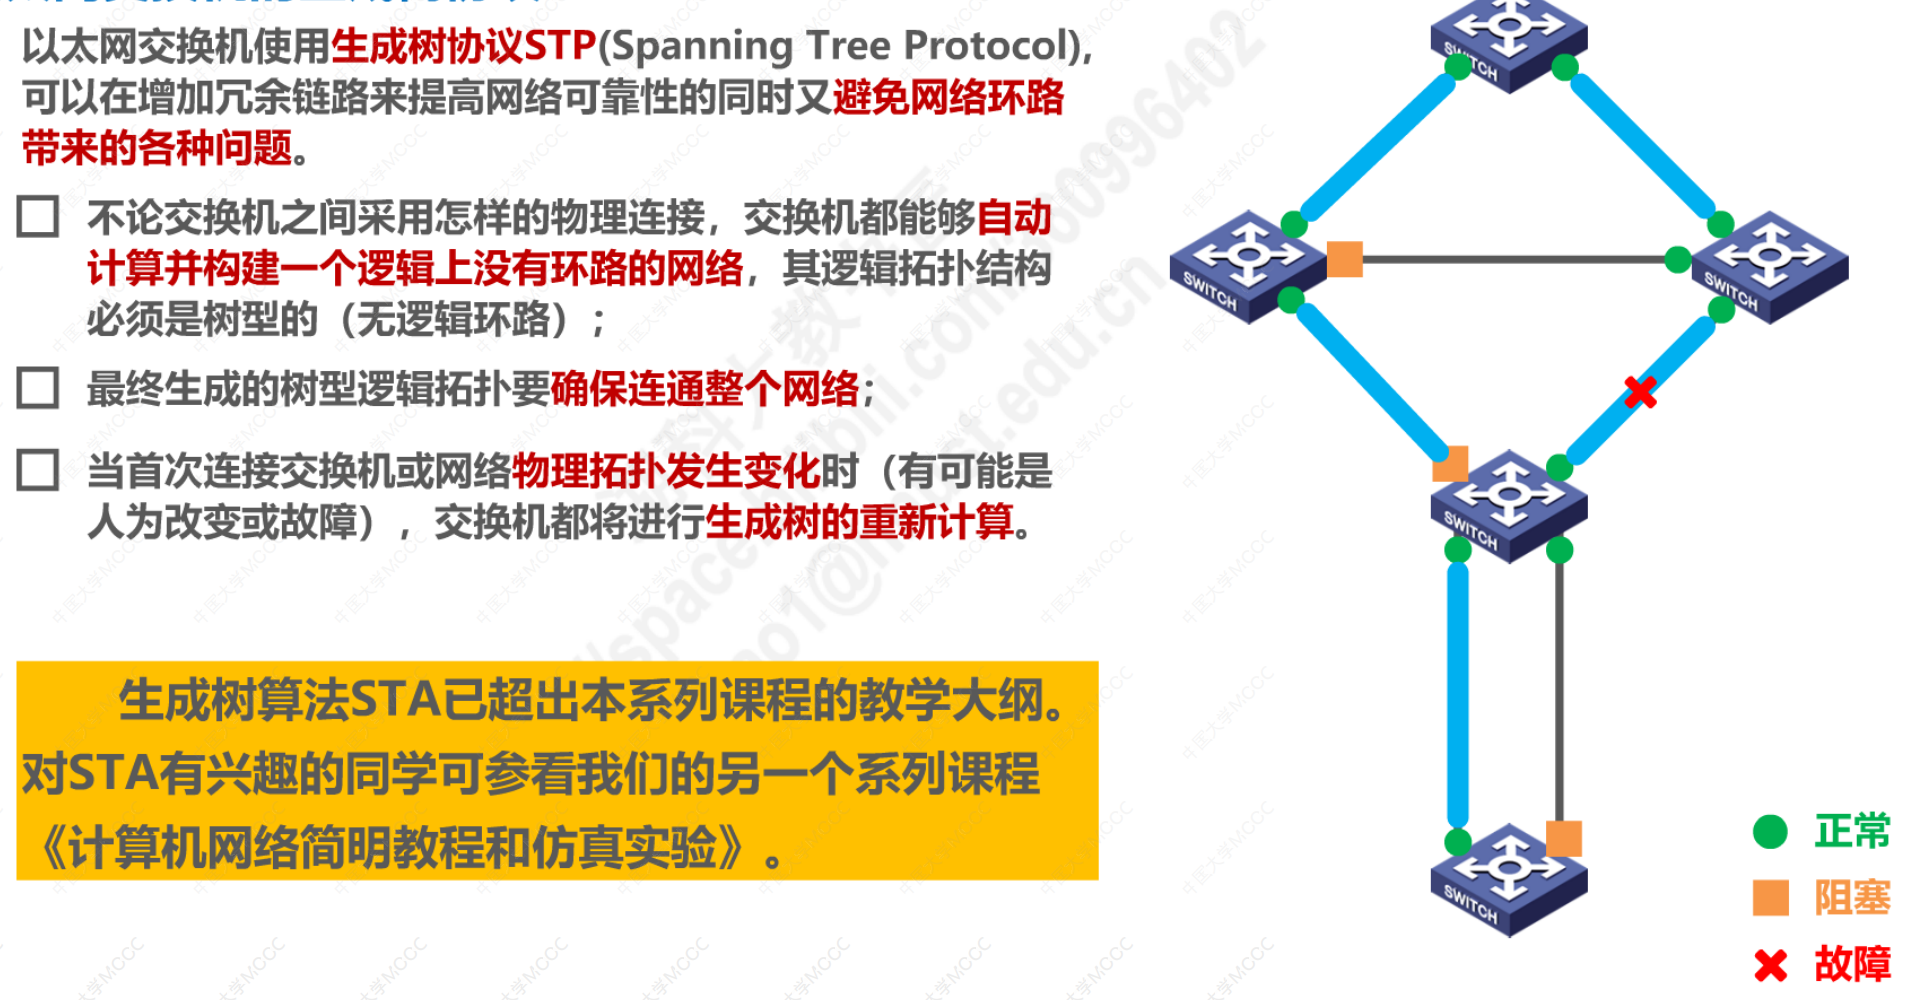 以太网交换机使用生成树协议STP(Spanning Tree Protocol),
可以在增加冗余链路来提高网络可靠性的同时又避免网络环路
带来的各种问题。
不论交换机之间采用怎样的物理连接，交换机都能够自动
计算并构建一个逻辑上没有环路的网络，其逻辑拓扑结构
必须是树型的（无逻辑环路）；
最终生成的树型逻辑拓扑要确保连通整个网络；
当首次连接交换机或网络物理拓扑发生变化时（有可能是
人为改变或故障），交换机都将进行生成树的重新计算。
生成树算法STA已超出本系列课程的教学大纲。
对STA有兴趣的同学可参看我们的另一个系列课程
《计算机网络简明教程和仿真实验》。
SWITCH
SWITCH
SWITCH
SWITCH
SWITCH
正常
阻塞
故障